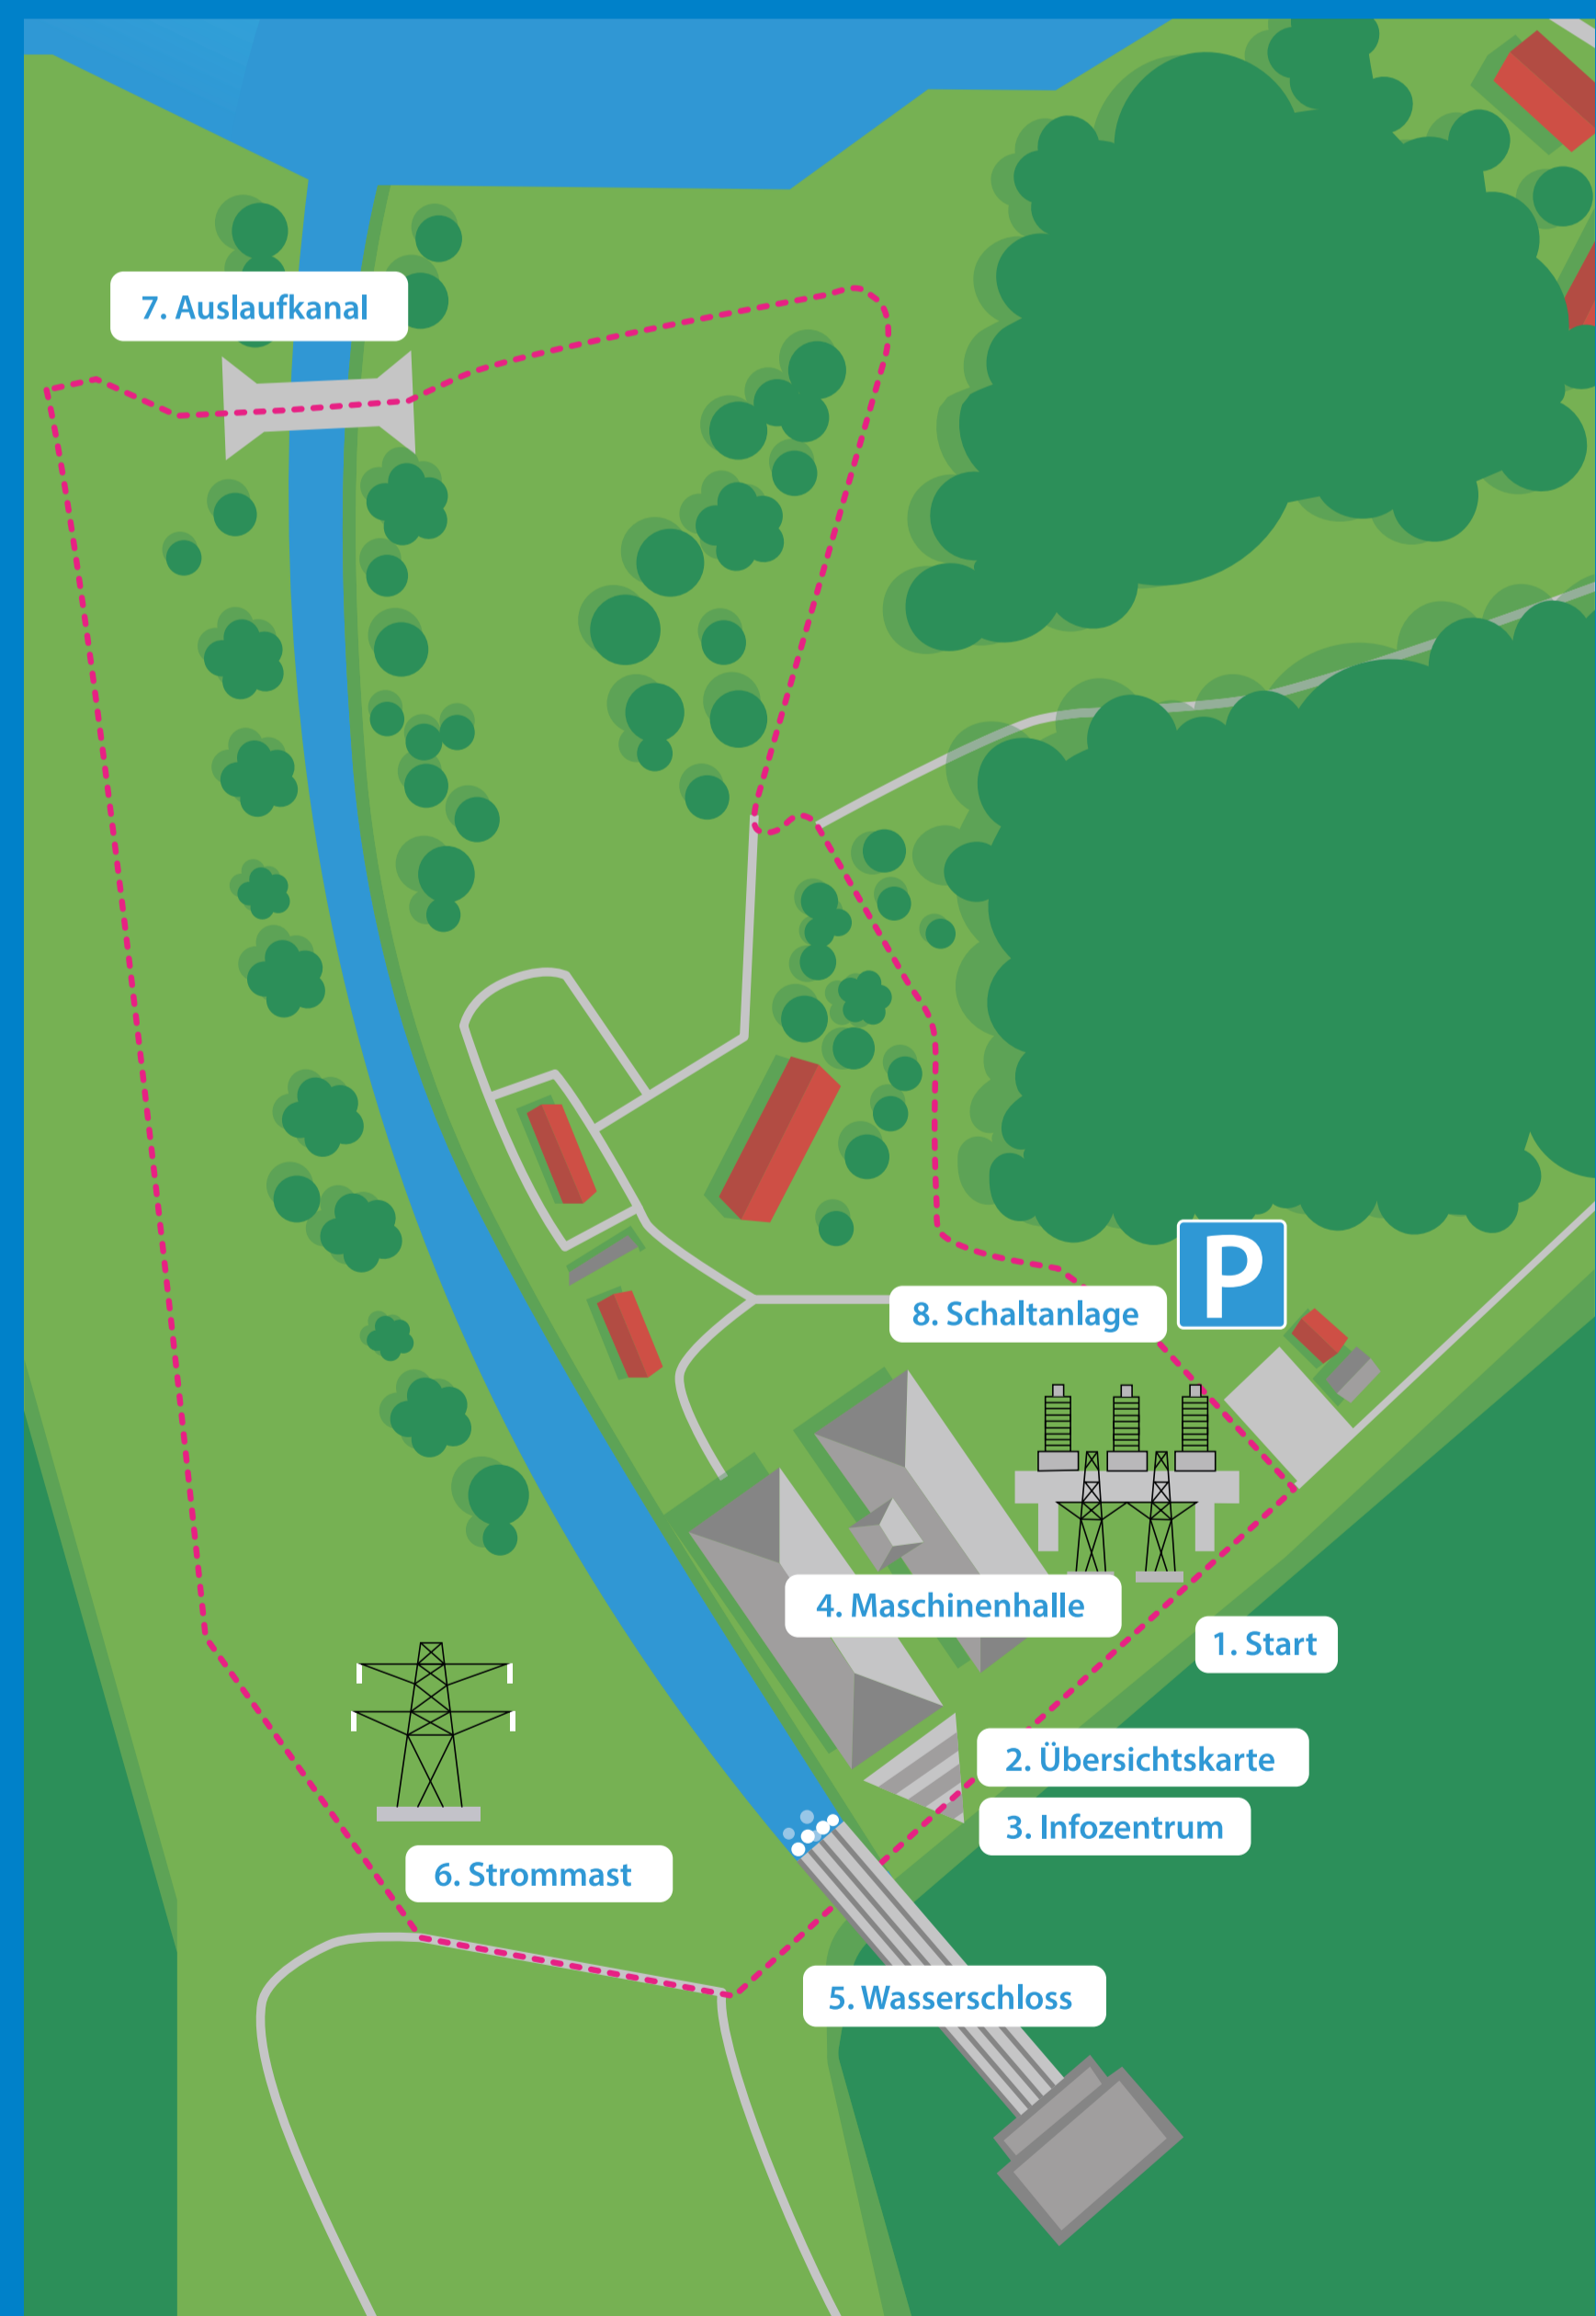 7. Auslaufkanal
P
8. Schaltanlage
4. Maschinenhalle
1. Start
2. Übersichtskarte
3. Infozentrum
6. Strommast
5. Wasserschloss